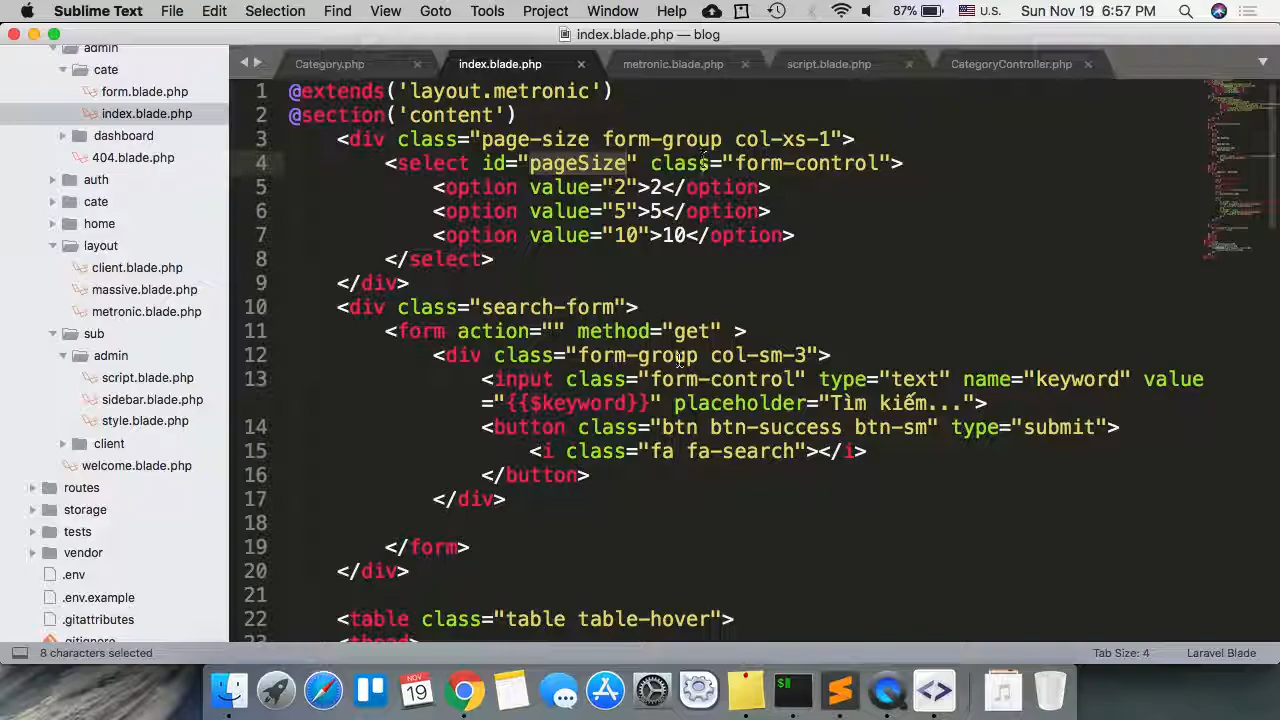 Sublime Text File Edit Selection Find View Goto Tools Project Window Help 87% U.S. Sun Nov 19 6:57 PM
index.blade.php — blog
admin
cate
form.blade.php
index.blade.php
dashboard
404.blade.php
auth
cate
home
layout
client.blade.php
massive.blade.php
metronic.blade.php
sub
admin
script.blade.php
sidebar.blade.php
style.blade.php
client
welcome.blade.php
routes
storage
tests
vendor
.env
.env.example
.gitattributes
.gitignore
Category.php index.blade.php metronic.blade.php script.blade.php CategoryController.php
1 @extends('layout.metronic')
2 @section('content')
3 <div class="page-size form-group col-xs-1">
4 <select id="pageSize" class="form-control">
5 <option value="2">2</option>
6 <option value="5">5</option>
7 <option value="10">10</option>
8 </select>
9 </div>
10 <div class="search-form">
11 <form action="" method="get" >
12 <div class="form-group col-sm-3">
13 <input class="form-control" type="text" name="keyword" value
="{{$keyword}}" placeholder="Tìm kiếm...">
14 <button class="btn btn-success btn-sm" type="submit">
15 <i class="fa fa-search"></i>
16 </button>
17 </div>
18
19 </form>
20 </div>
21
22 <table class="table table-hover">
23 <thead>
8 characters selected Tab Size: 4 Laravel Blade
NOV
19